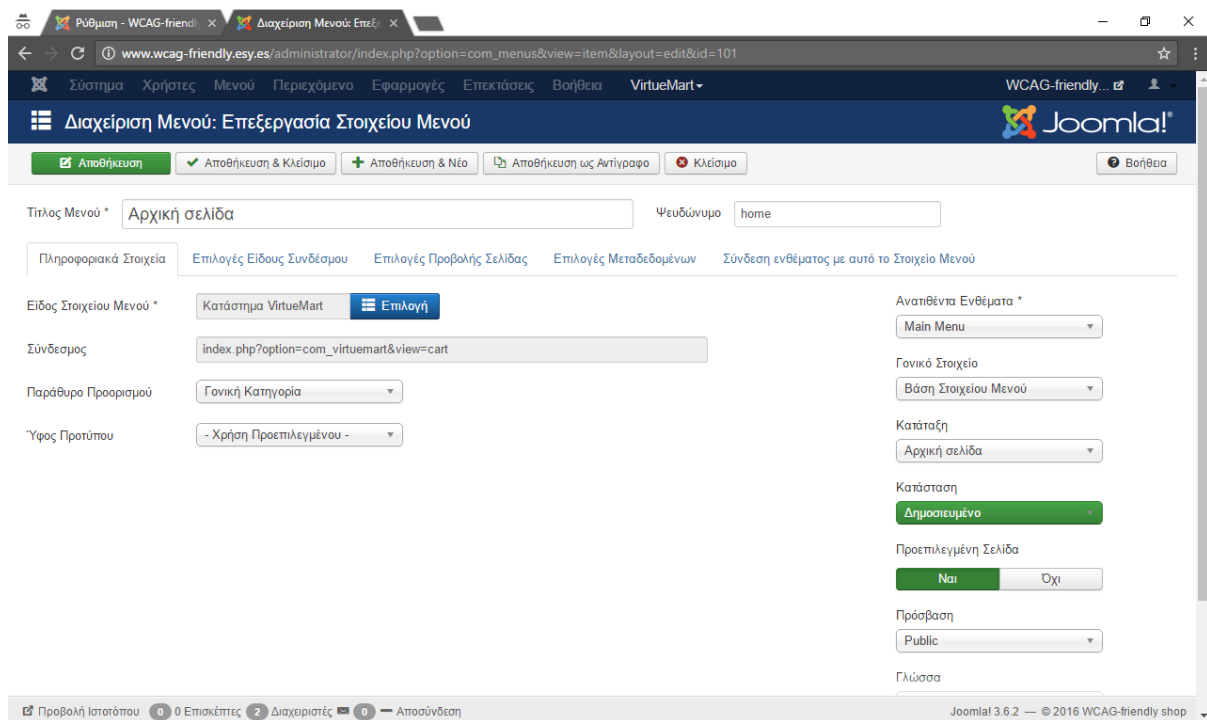 Ρύθμιση - WCAG-friendl
Διαχείριση Μενού: Επεξε
www.wcag-friendly.esy.es/administrator/index.php?option=com_menus&view=item&layout=edit&id=101
Σύστημα Χρήστες Μενού Περιεχόμενο Εφαρμογές Επεκτάσεις Βοήθεια VirtueMart WCAG-friendly...
Διαχείριση Μενού: Επεξεργασία Στοιχείου Μενού Joomla!
Αποθήκευση Αποθήκευση & Κλείσιμο Αποθήκευση & Νέο Αποθήκευση ως Αντίγραφο Κλείσιμο Βοήθεια
Τίτλος Μενού * Αρχική σελίδα Ψευδώνυμο home
Πληροφοριακά Στοιχεία Επιλογές Είδους Συνδέσμου Επιλογές Προβολής Σελίδας Επιλογές Μεταδεδομένων Σύνδεση ενθέματος με αυτό το Στοιχείο Μενού
Είδος Στοιχείου Μενού * Κατάστημα VirtueMart Επιλογή
Σύνδεσμος index.php?option=com_virtuemart&view=cart
Παράθυρο Προορισμού Γονική Κατηγορία
Ύφος Προτύπου - Χρήση Προεπιλεγμένου -
Ανατιθέντα Ενθέματα *
Main Menu
Γονικό Στοιχείο
Βάση Στοιχείου Μενού
Κατάταξη
Αρχική σελίδα
Κατάσταση
Δημοσιευμένο
Προεπιλεγμένη Σελίδα
Ναι Όχι
Πρόσβαση
Public
Γλώσσα
Προβολή Ιστοτόπου 0 0 Επισκέπτες 2 Διαχειριστές 0 Αποσύνδεση Joomla! 3.6.2 — © 2016 WCAG-friendly shop